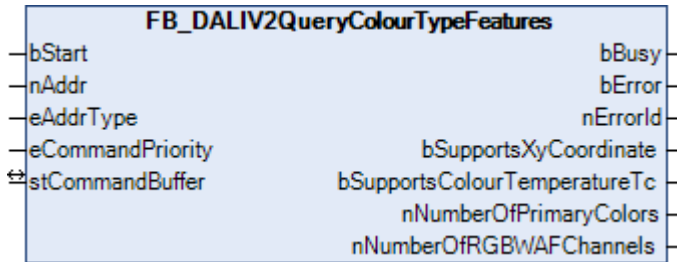 FB_DALIV2QueryColourTypeFeatures
bStart bBusy
nAddr bError
eAddrType nErrorId
eCommandPriority bSupportsXyCoordinate
stCommandBuffer bSupportsColourTemperatureTc
nNumberOfPrimaryColors
nNumberOfRGBWAFChannels